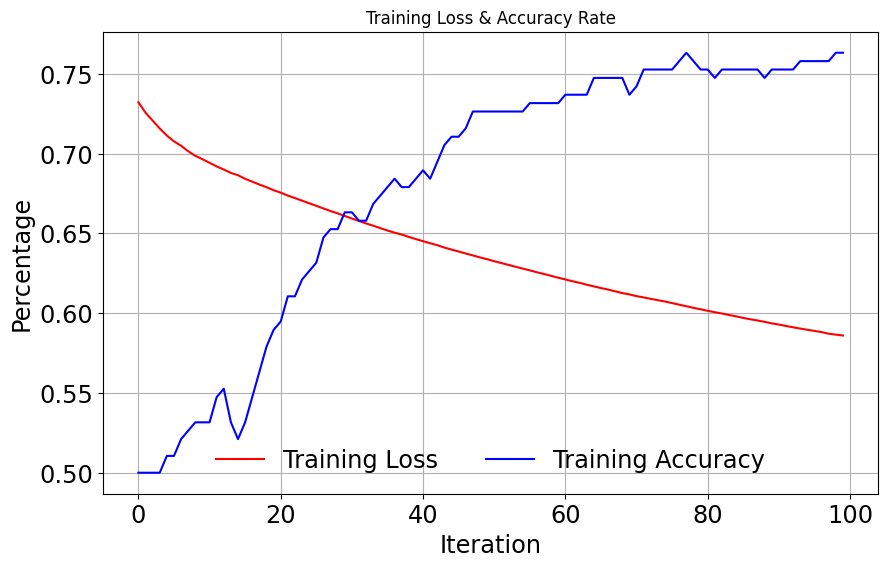 Training Loss & Accuracy Rate
0.75
0.70
0.65
0.60
0.55
0.50
Percentage
Training Loss Training Accuracy
0 20 40 60 80 100
Iteration